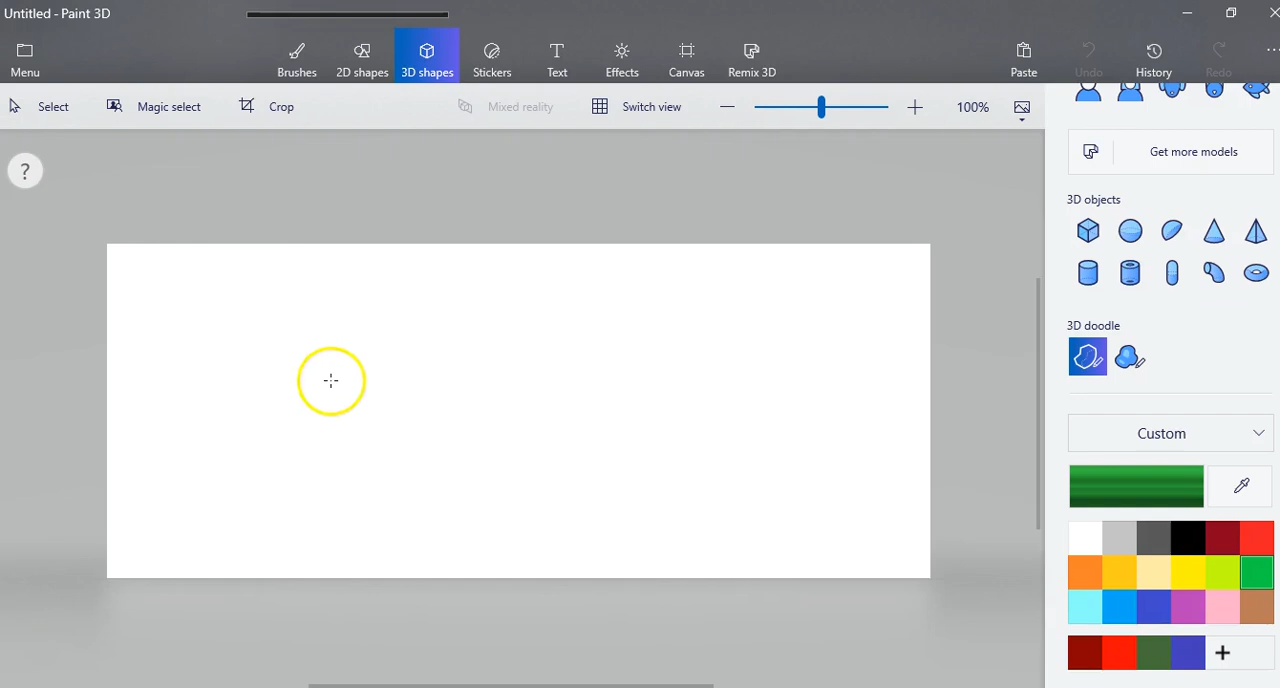 Untitled - Paint 3D
Menu
Brushes
2D shapes
3D shapes
Stickers
Text
Effects
Canvas
Remix 3D
Paste
Undo
History
Redo
Select
Magic select
Crop
Mixed reality
Switch view
100%
?
Get more models
3D objects
3D doodle
Custom